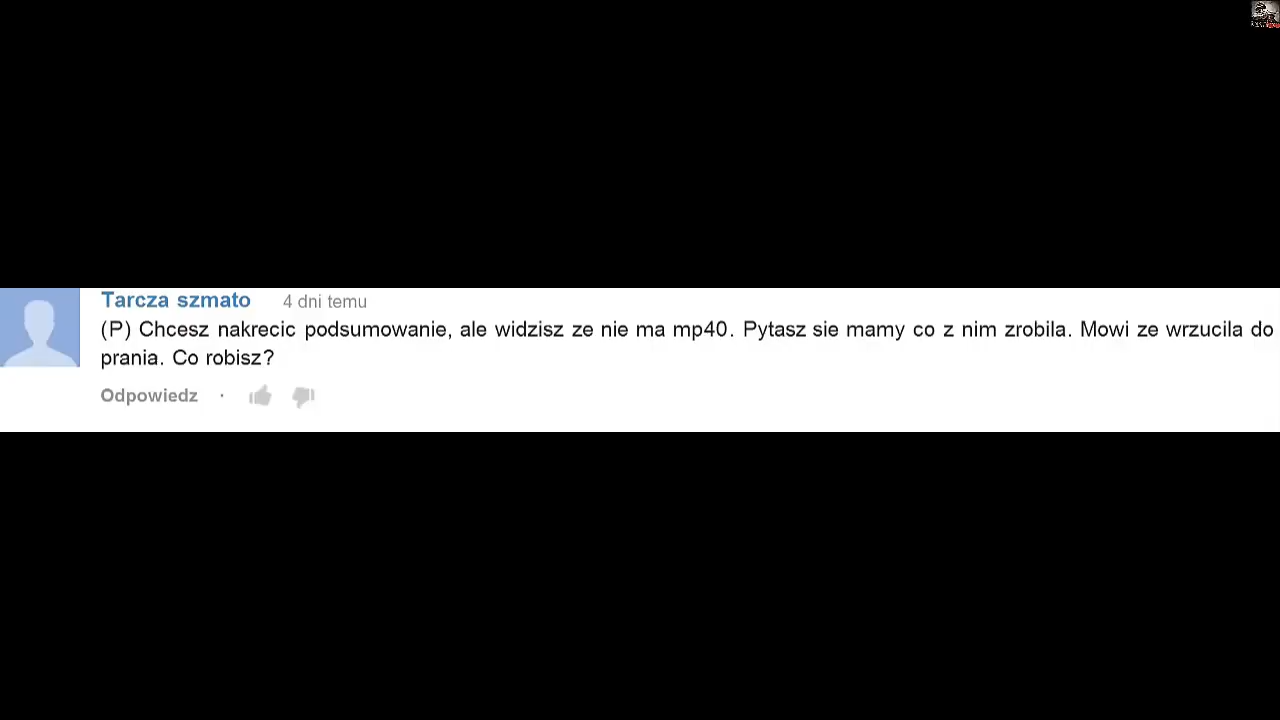 Tarcza szmato 4 dni temu
(P) Chcesz nakrecic podsumowanie, ale widzisz ze nie ma mp40. Pytasz sie mamy co z nim zrobila. Mowi ze wrzucila do
prania. Co robisz?
Odpowiedz ·